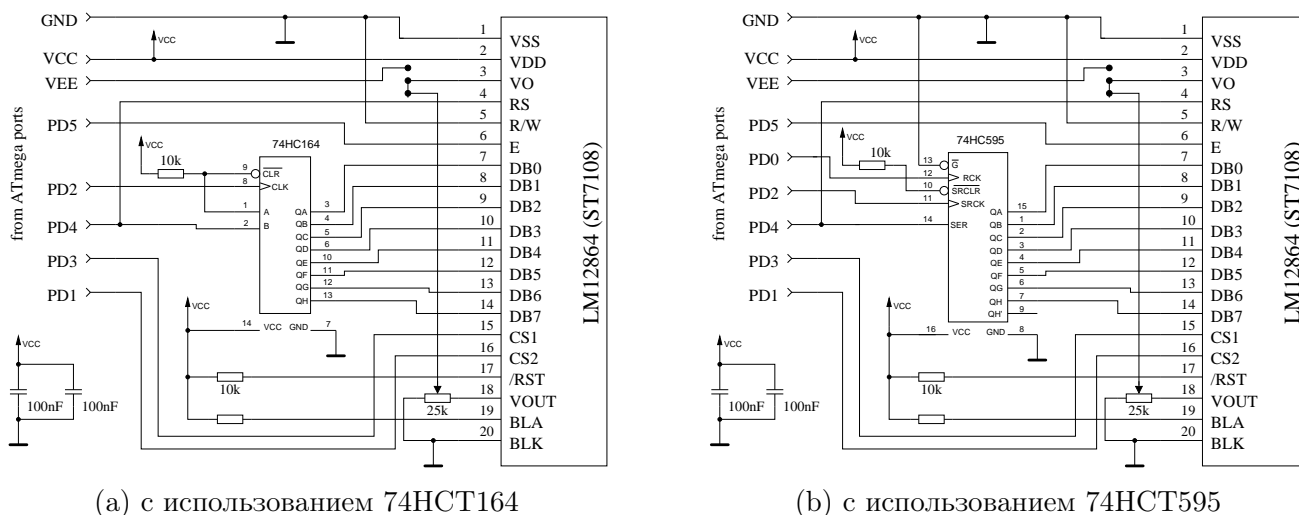 GND
VCC
VEE
PD5
PD2
PD4
PD3
PD1
from ATmega ports
VCC
VCC
10k
74HC164
9
8
1
2
CLR
CLK
A
B
QA
QB
QC
QD
QE
QF
QG
QH
3
4
5
6
10
11
12
13
14
VCC
GND
7
VCC
10k
VCC
100nF
100nF
25k
1
2
3
4
5
6
7
8
9
10
11
12
13
14
15
16
17
18
19
20
VSS
VDD
VO
RS
R/W
E
DB0
DB1
DB2
DB3
DB4
DB5
DB6
DB7
CS1
CS2
/RST
VOUT
BLA
BLK
LM12864 (ST7108)
(a) с использованием 74HCT164
GND
VCC
VEE
PD5
PD0
PD2
PD4
PD3
PD1
from ATmega ports
VCC
VCC
10k
74HC595
13
12
10
11
14
G
RCK
SRCLR
SRCK
SER
QA
QB
QC
QD
QE
QF
QG
QH
QH'
15
1
2
3
4
5
6
7
9
16
VCC
GND
8
VCC
10k
VCC
100nF
100nF
25k
1
2
3
4
5
6
7
8
9
10
11
12
13
14
15
16
17
18
19
20
VSS
VDD
VO
RS
R/W
E
DB0
DB1
DB2
DB3
DB4
DB5
DB6
DB7
CS1
CS2
/RST
VOUT
BLA
BLK
LM12864 (ST7108)
(b) с использованием 74HCT595